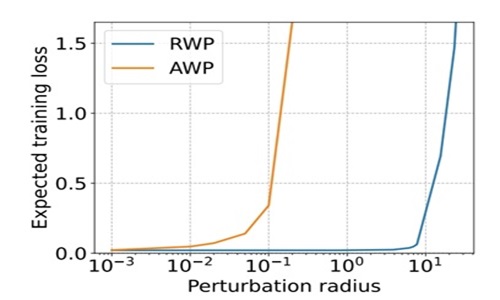 RWP
AWP
Expected training loss
1.5
1.0
0.5
0.0
10⁻³ 10⁻² 10⁻¹ 10⁰ 10¹
Perturbation radius